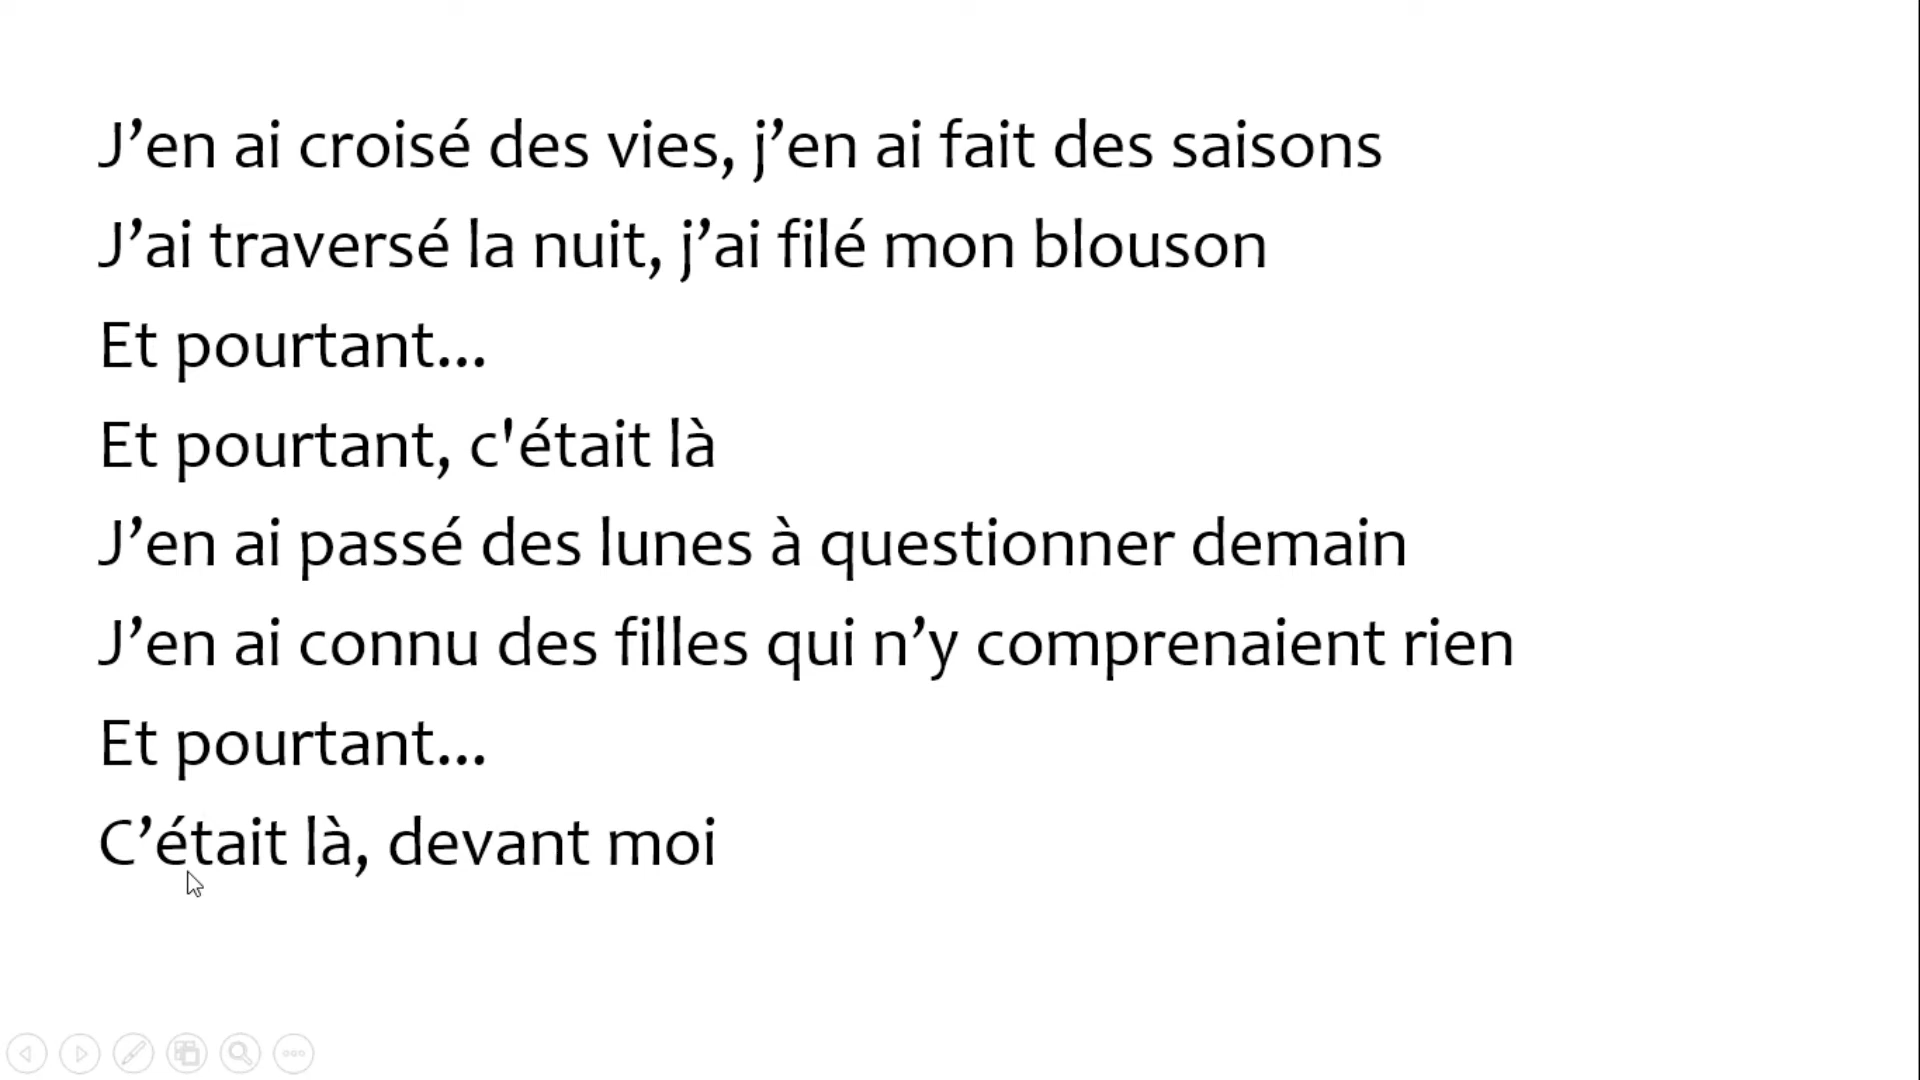 J’en ai croisé des vies, j’en ai fait des saisons
J’ai traversé la nuit, j’ai filé mon blouson
Et pourtant...
Et pourtant, c'était là
J’en ai passé des lunes à questionner demain
J’en ai connu des filles qui n’y comprenaient rien
Et pourtant...
C’était là, devant moi